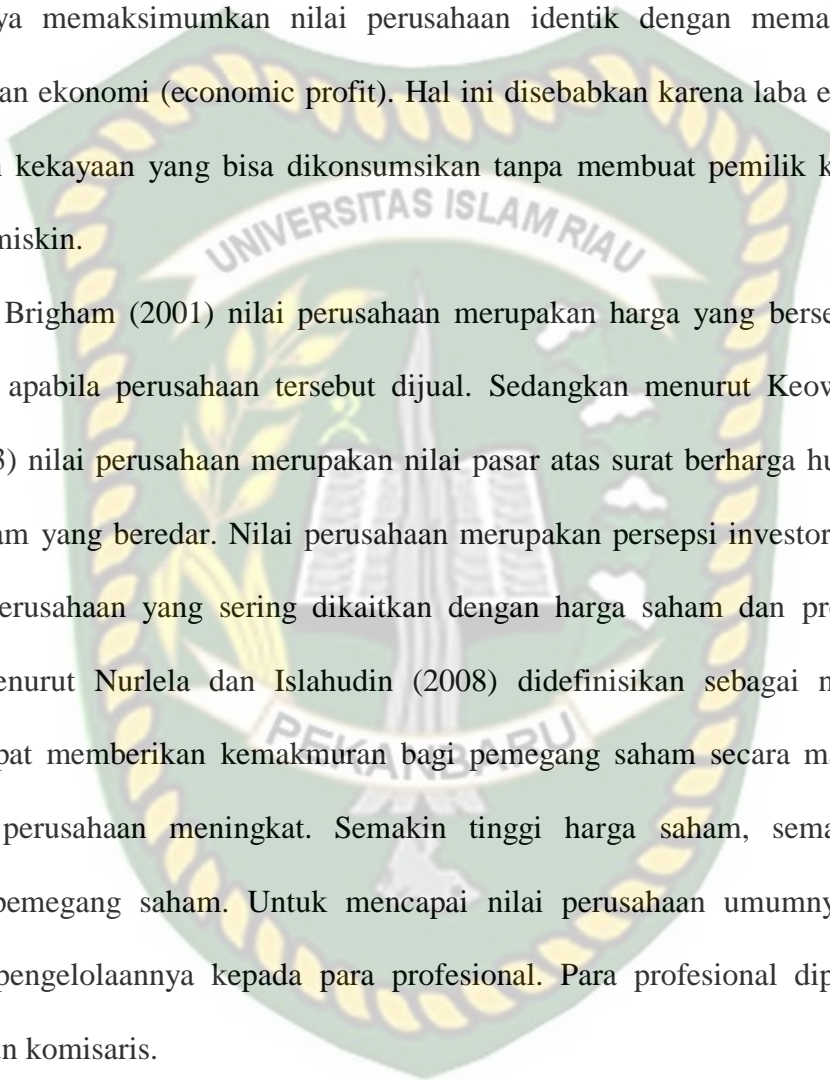 ya memaksimumkan nilai perusahaan identik dengan mema
an ekonomi (economic profit). Hal ini disebabkan karena laba e
kekayaan yang bisa dikonsumsikan tanpa membuat pemilik k
miskin.
UNIVERSITAS ISLAM RIAU
Brigham (2001) nilai perusahaan merupakan harga yang berse
apabila perusahaan tersebut dijual. Sedangkan menurut Keow
) nilai perusahaan merupakan nilai pasar atas surat berharga hu
am yang beredar. Nilai perusahaan merupakan persepsi investor
erusahaan yang sering dikaitkan dengan harga saham dan pr
enurut Nurlela dan Islahudin (2008) didefinisikan sebagai n
pat memberikan kemakmuran bagi pemegang saham secara ma
PEKANBARU
perusahaan meningkat. Semakin tinggi harga saham, sema
pemegang saham. Untuk mencapai nilai perusahaan umumny
pengelolaannya kepada para profesional. Para profesional dip
n komisaris.